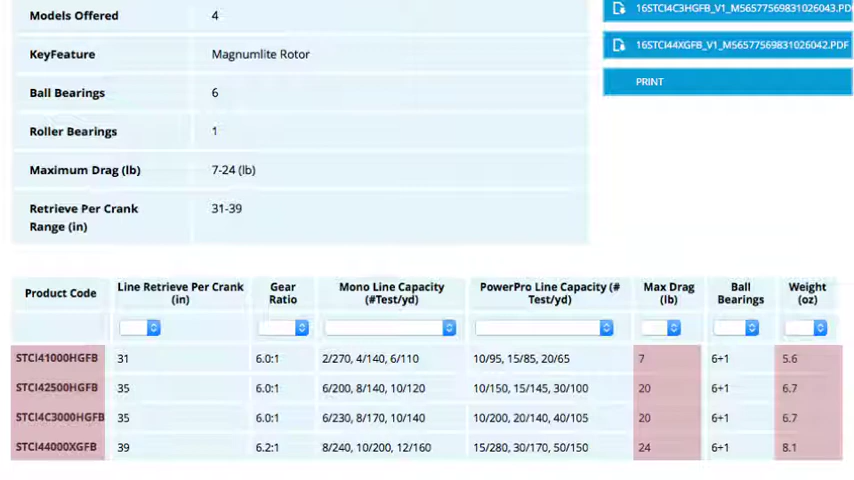 Models Offered 4
16STCI4C3HGFB_V1_M56577569831026043.PDF
16STCI44XGFB_V1_M56577569831026042.PDF
KeyFeature Magnumlite Rotor
PRINT
Ball Bearings 6
Roller Bearings 1
Maximum Drag (lb) 7-24 (lb)
Retrieve Per Crank 31-39
Range (in)
Product Code Line Retrieve Per Crank Gear Mono Line Capacity PowerPro Line Capacity (# Max Drag Ball Weight
(in) Ratio (#Test/yd) Test/yd) (lb) Bearings (oz)
STCI41000HGFB 31 6.0:1 2/270, 4/140, 6/110 10/95, 15/85, 20/65 7 6+1 5.6
STCI42500HGFB 35 6.0:1 6/200, 8/140, 10/120 10/150, 15/145, 30/100 20 6+1 6.7
STCI4C3000HGFB 35 6.0:1 6/230, 8/170, 10/140 10/200, 20/140, 40/105 20 6+1 6.7
STCI44000XGFB 39 6.2:1 8/240, 10/200, 12/160 15/280, 30/170, 50/150 24 6+1 8.1